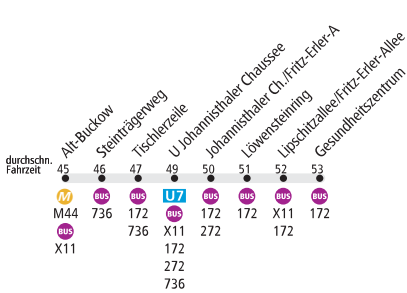 Alt-Buckow
Steinträgerweg
Tischlerzeile
U Johannisthaler Chaussee
Johannisthaler Ch./Fritz-Erler-A
Löwensteinring
Lipschitzallee/Fritz-Erler-Allee
Gesundheitszentrum
durchschn.
Fahrzeit 45 46 47 49 50 51 52 53
M BUS BUS U7 BUS BUS BUS BUS
M44 736 172 BUS 172 172 X11 172
BUS 736 X11 272 172
X11 172
272
736